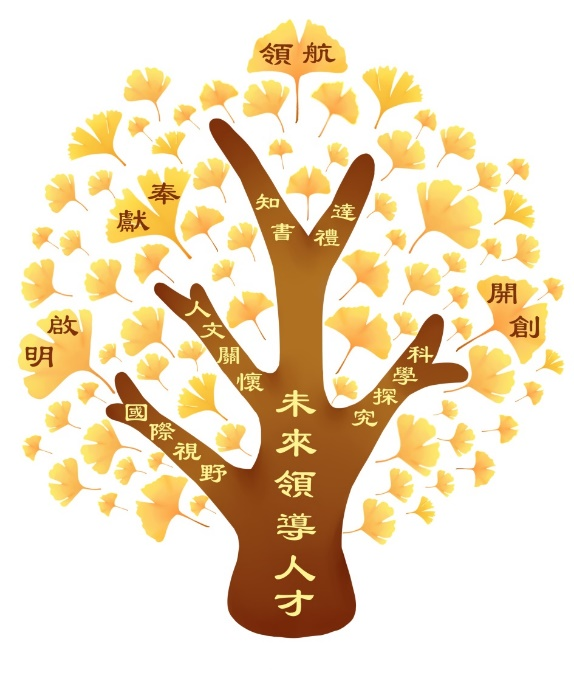 領航
奉獻
啟明
開創
知書達禮
人文關懷
國際視野
科學探究
未來領導人才